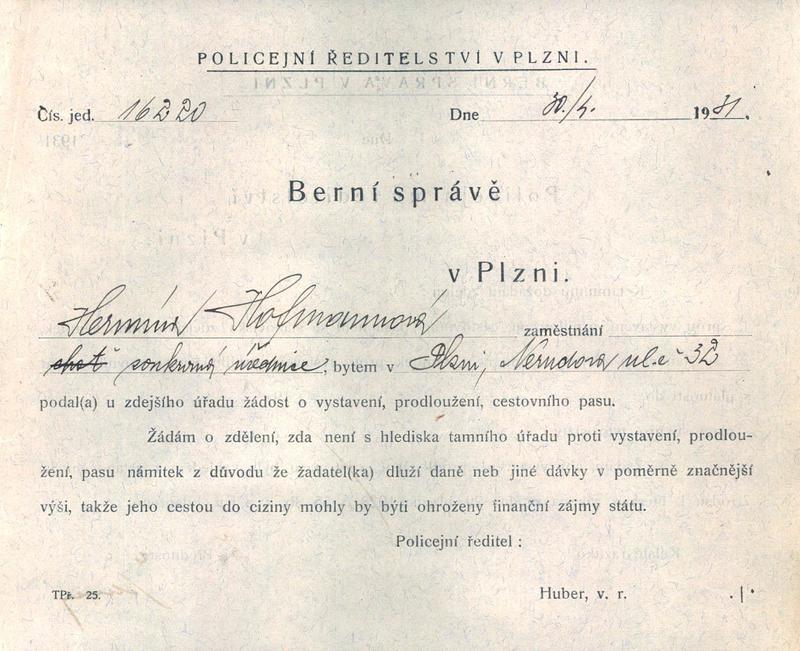 POLICEJNÍ ŘEDITELSTVÍ V PLZNI.
Čís. jed. 16220 Dne 30./4. 1931.
Berní správě
v Plzni.
Hermína Hofmannová zaměstnání
choť soukromá úřednice, bytem v Plzni, Nerudova ul. č 32
podal(a) u zdejšího úřadu žádost o vystavení, prodloužení, cestovního pasu.
Žádám o zdělení, zda není s hlediska tamního úřadu proti vystavení, prodlou-
žení, pasu námitek z důvodu že žadatel(ka) dluží daně neb jiné dávky v poměrně značnější
výši, takže jeho cestou do ciziny mohly by býti ohroženy finanční zájmy státu.
Policejní ředitel :
TPř. 25. Huber, v. r.